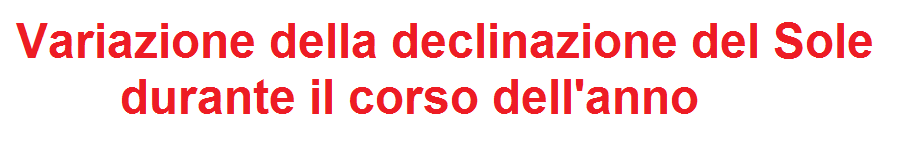 Variazione della declinazione del Sole
durante il corso dell'anno